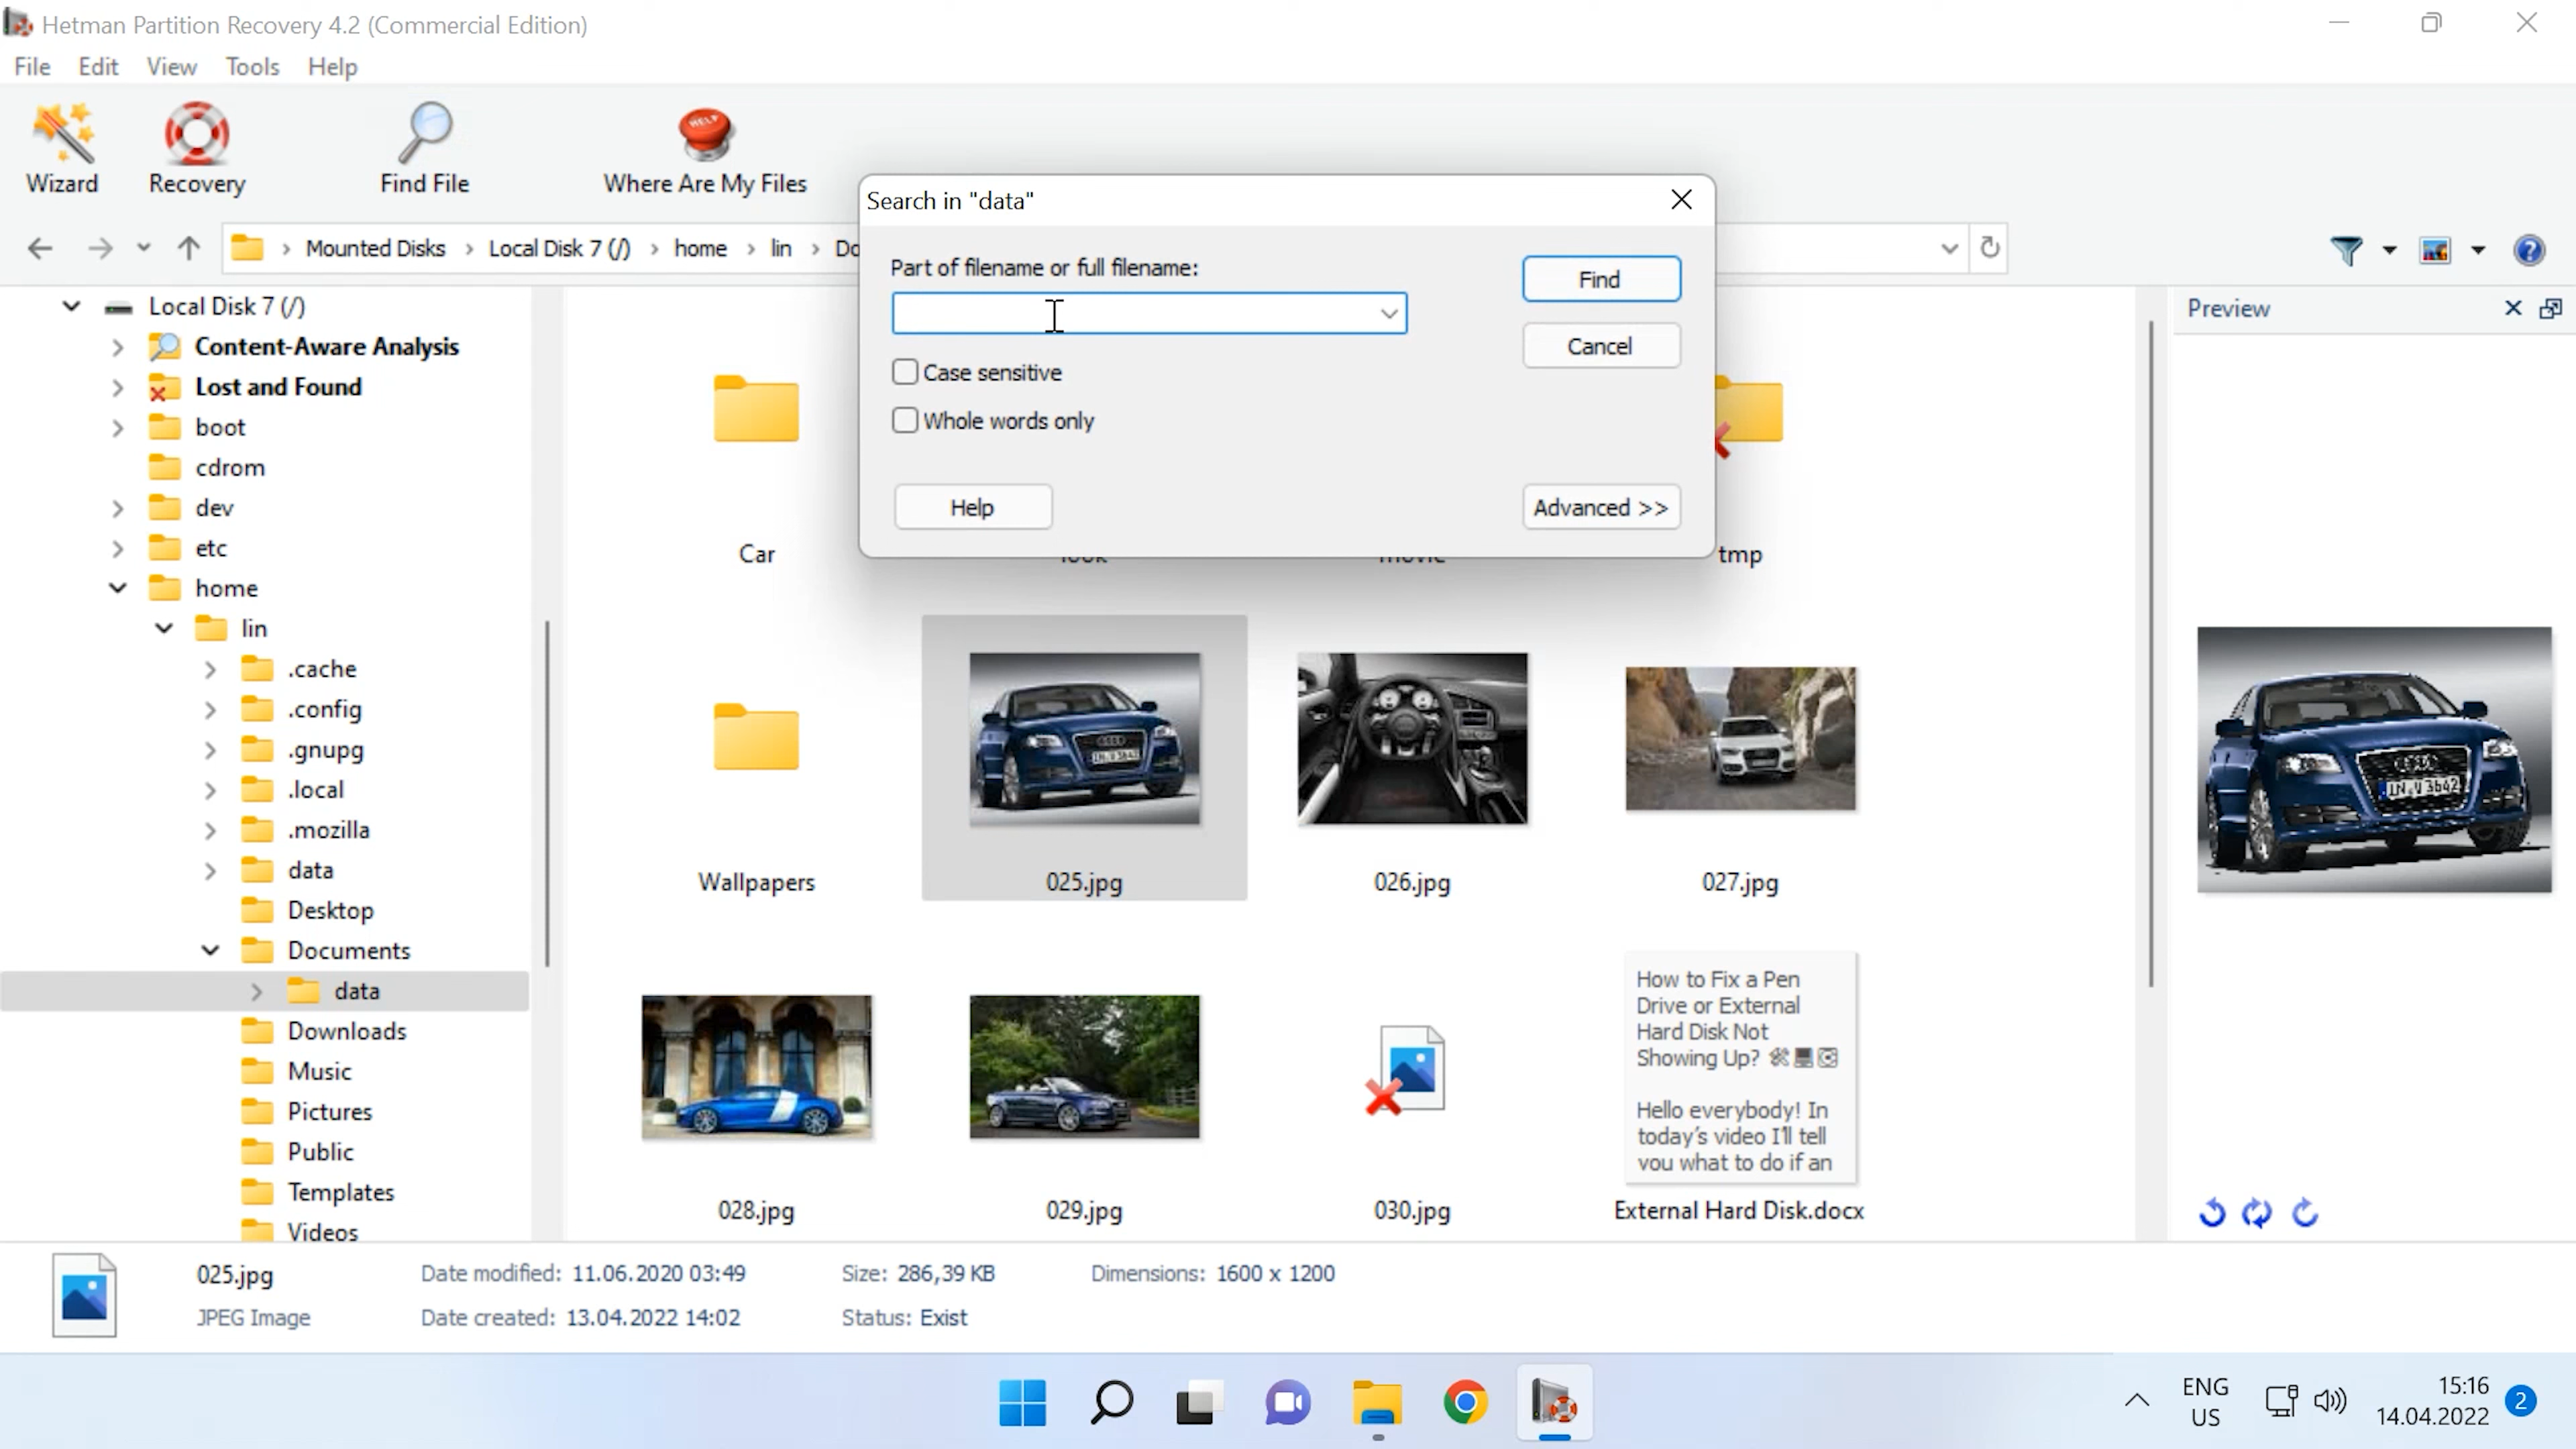 Hetman Partition Recovery 4.2 (Commercial Edition)
File Edit View Tools Help
HELP
Wizard Recovery Find File Where Are My Files
Mounted Disks Local Disk 7 (/) home lin Do
Search in "data"
Part of filename or full filename:
Find
Cancel
Case sensitive
Whole words only
Help
Advanced >>
Local Disk 7 (/)
Content-Aware Analysis
Lost and Found
boot
cdrom
dev
etc
home
lin
.cache
.config
.gnupg
.local
.mozilla
data
Desktop
Documents
data
Downloads
Music
Pictures
Public
Templates
Videos
Car
tmp
Wallpapers
025.jpg
026.jpg
027.jpg
028.jpg
029.jpg
030.jpg
How to Fix a Pen
Drive or External
Hard Disk Not
Showing Up? 🛠💻💽
Hello everybody! In
today's video I'll tell
you what to do if an
External Hard Disk.docx
Preview
IN V 3642
025.jpg
JPEG Image
Date modified: 11.06.2020 03:49
Date created: 13.04.2022 14:02
Size: 286,39 KB
Status: Exist
Dimensions: 1600 x 1200
ENG
US
15:16
14.04.2022
2